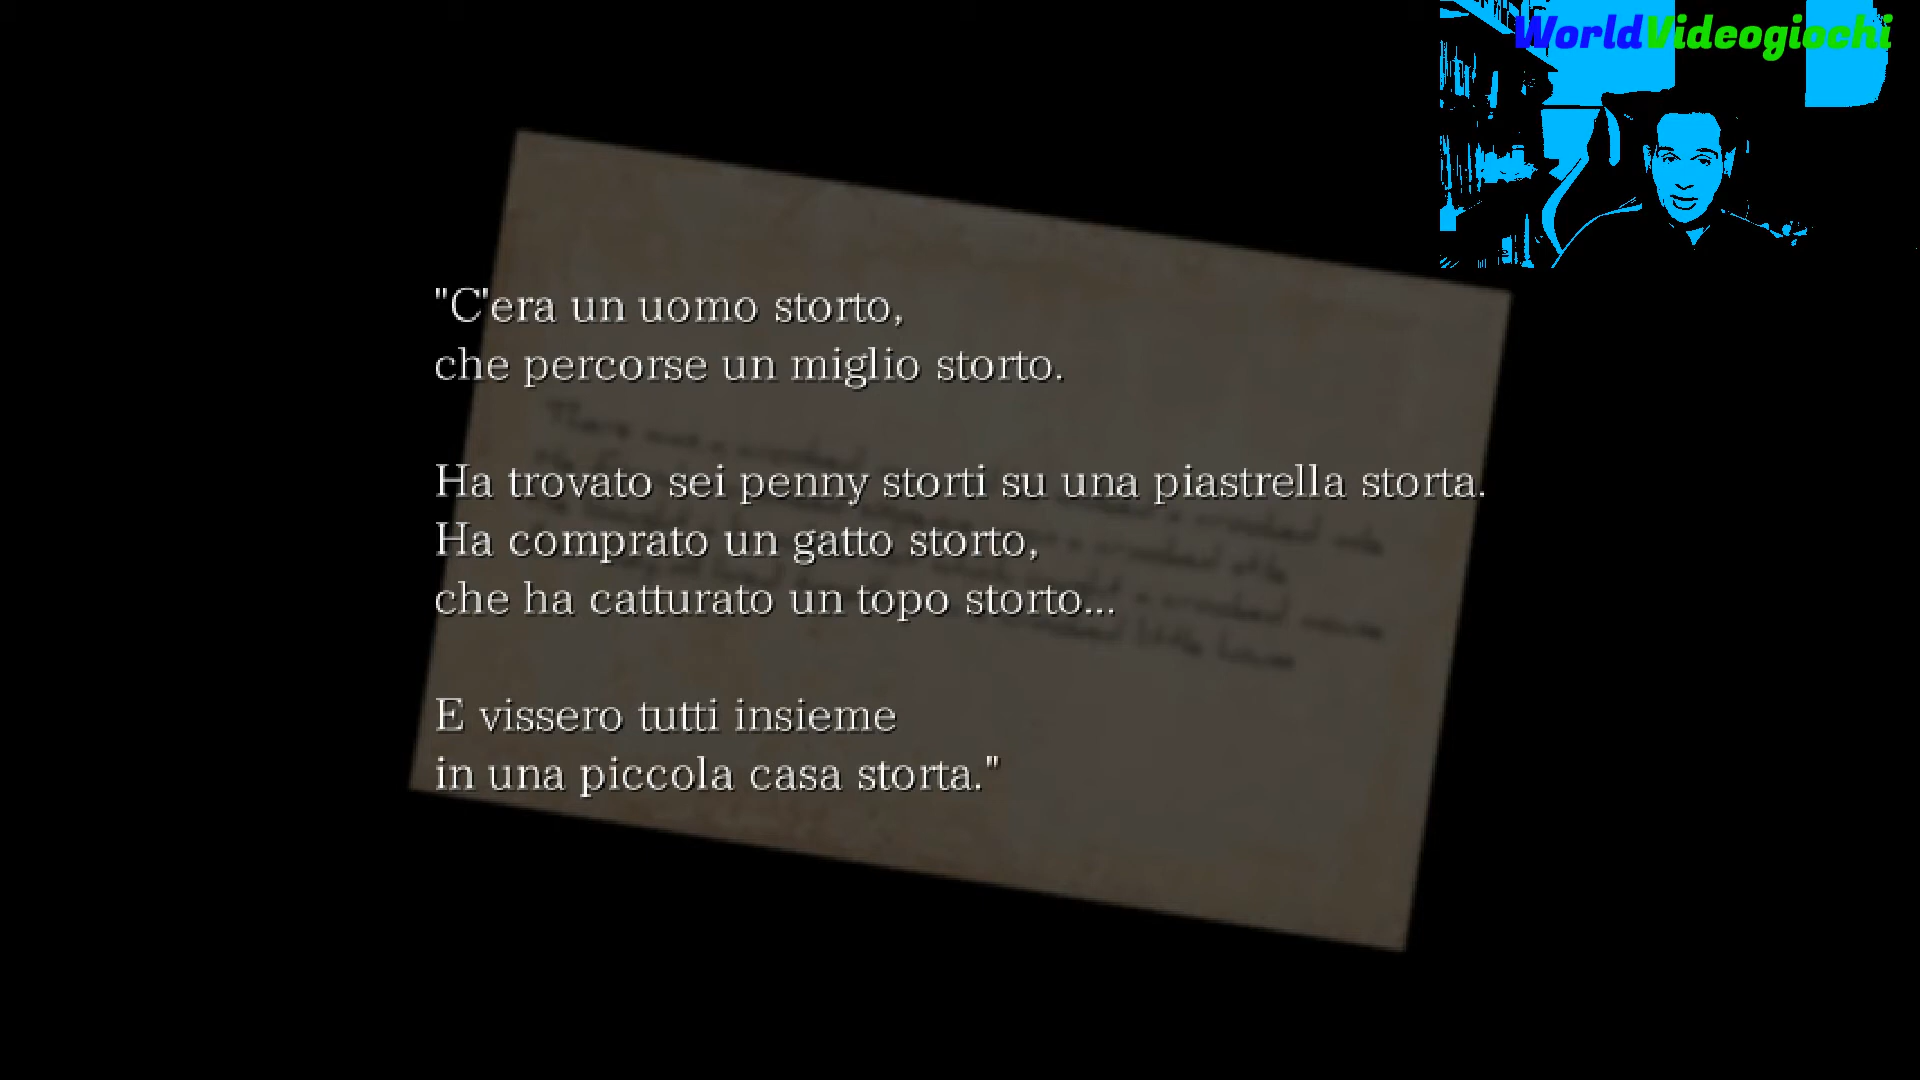 WorldVideogiochi
"C'era un uomo storto,
che percorse un miglio storto.
Ha trovato sei penny storti su una piastrella storta.
Ha comprato un gatto storto,
che ha catturato un topo storto...
E vissero tutti insieme
in una piccola casa storta."